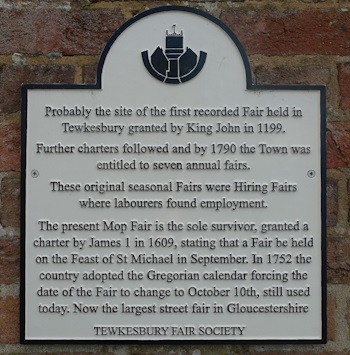 Probably the site of the first recorded Fair held in
Tewkesbury granted by King John in 1199.
Further charters followed and by 1790 the Town was
entitled to seven annual fairs.
These original seasonal Fairs were Hiring Fairs
where labourers found employment.
The present Mop Fair is the sole survivor, granted a
charter by James 1 in 1609, stating that a Fair be held
on the Feast of St Michael in September. In 1752 the
country adopted the Gregorian calendar forcing the
date of the Fair to change to October 10th, still used
today. Now the largest street fair in Gloucestershire
TEWKESBURY FAIR SOCIETY